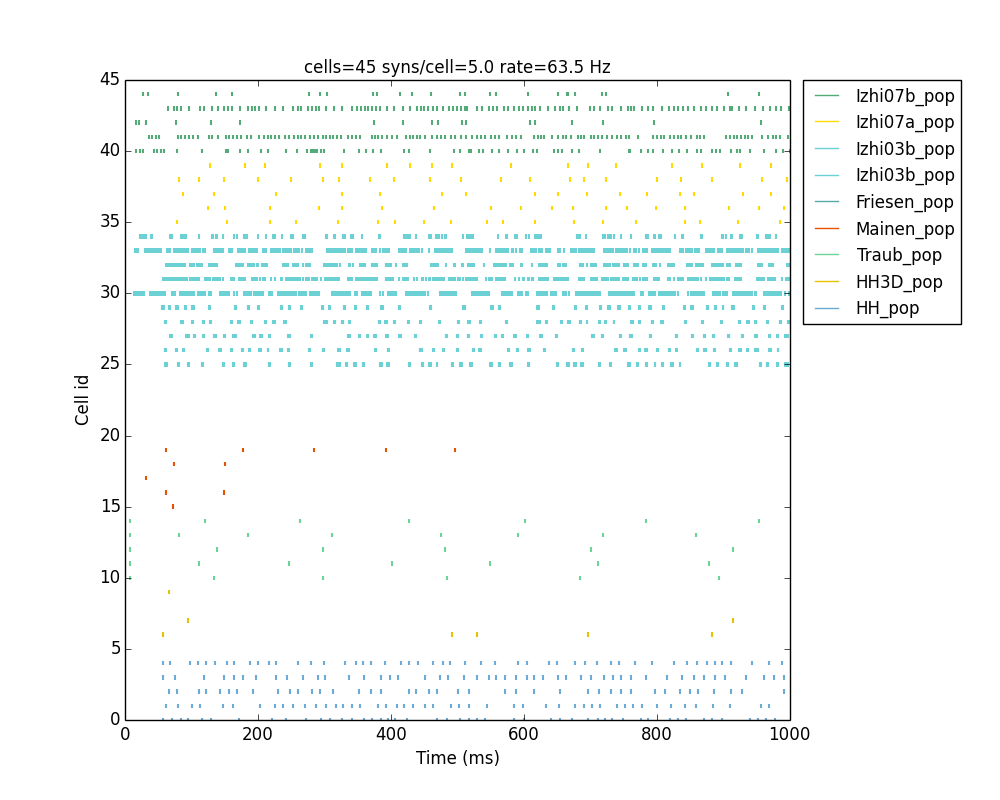 cells=45 syns/cell=5.0 rate=63.5 Hz
45
40
35
30
25
20
15
10
5
0
Cell id
0 200 400 600 800 1000
Time (ms)
Izhi07b_pop
Izhi07a_pop
Izhi03b_pop
Izhi03b_pop
Friesen_pop
Mainen_pop
Traub_pop
HH3D_pop
HH_pop